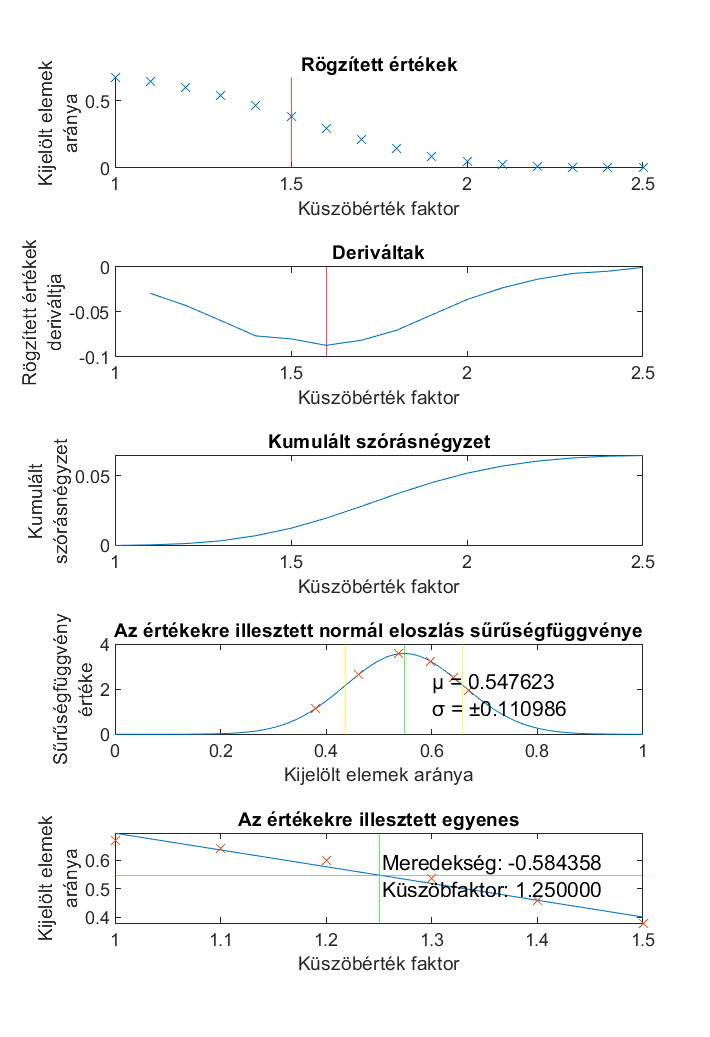 Rögzített értékek
Kijelölt elemek
aránya
0.5
0
1
1.5
2
2.5
Küszöbérték faktor
Deriváltak
Rögzített értékek
deriváltja
0
-0.05
-0.1
1
1.5
2
2.5
Küszöbérték faktor
Kumulált szórásnégyzet
Kumulált
szórásnégyzet
0.05
0
1
1.5
2
2.5
Küszöbérték faktor
Az értékekre illesztett normál eloszlás sűrűségfüggvénye
Sűrűségfüggvény
értéke
4
2
0
μ = 0.547623
σ = ±0.110986
0
0.2
0.4
0.6
0.8
1
Kijelölt elemek aránya
Az értékekre illesztett egyenes
Kijelölt elemek
aránya
0.6
0.5
0.4
Meredekség: -0.584358
Küszöbfaktor: 1.250000
1
1.1
1.2
1.3
1.4
1.5
Küszöbérték faktor